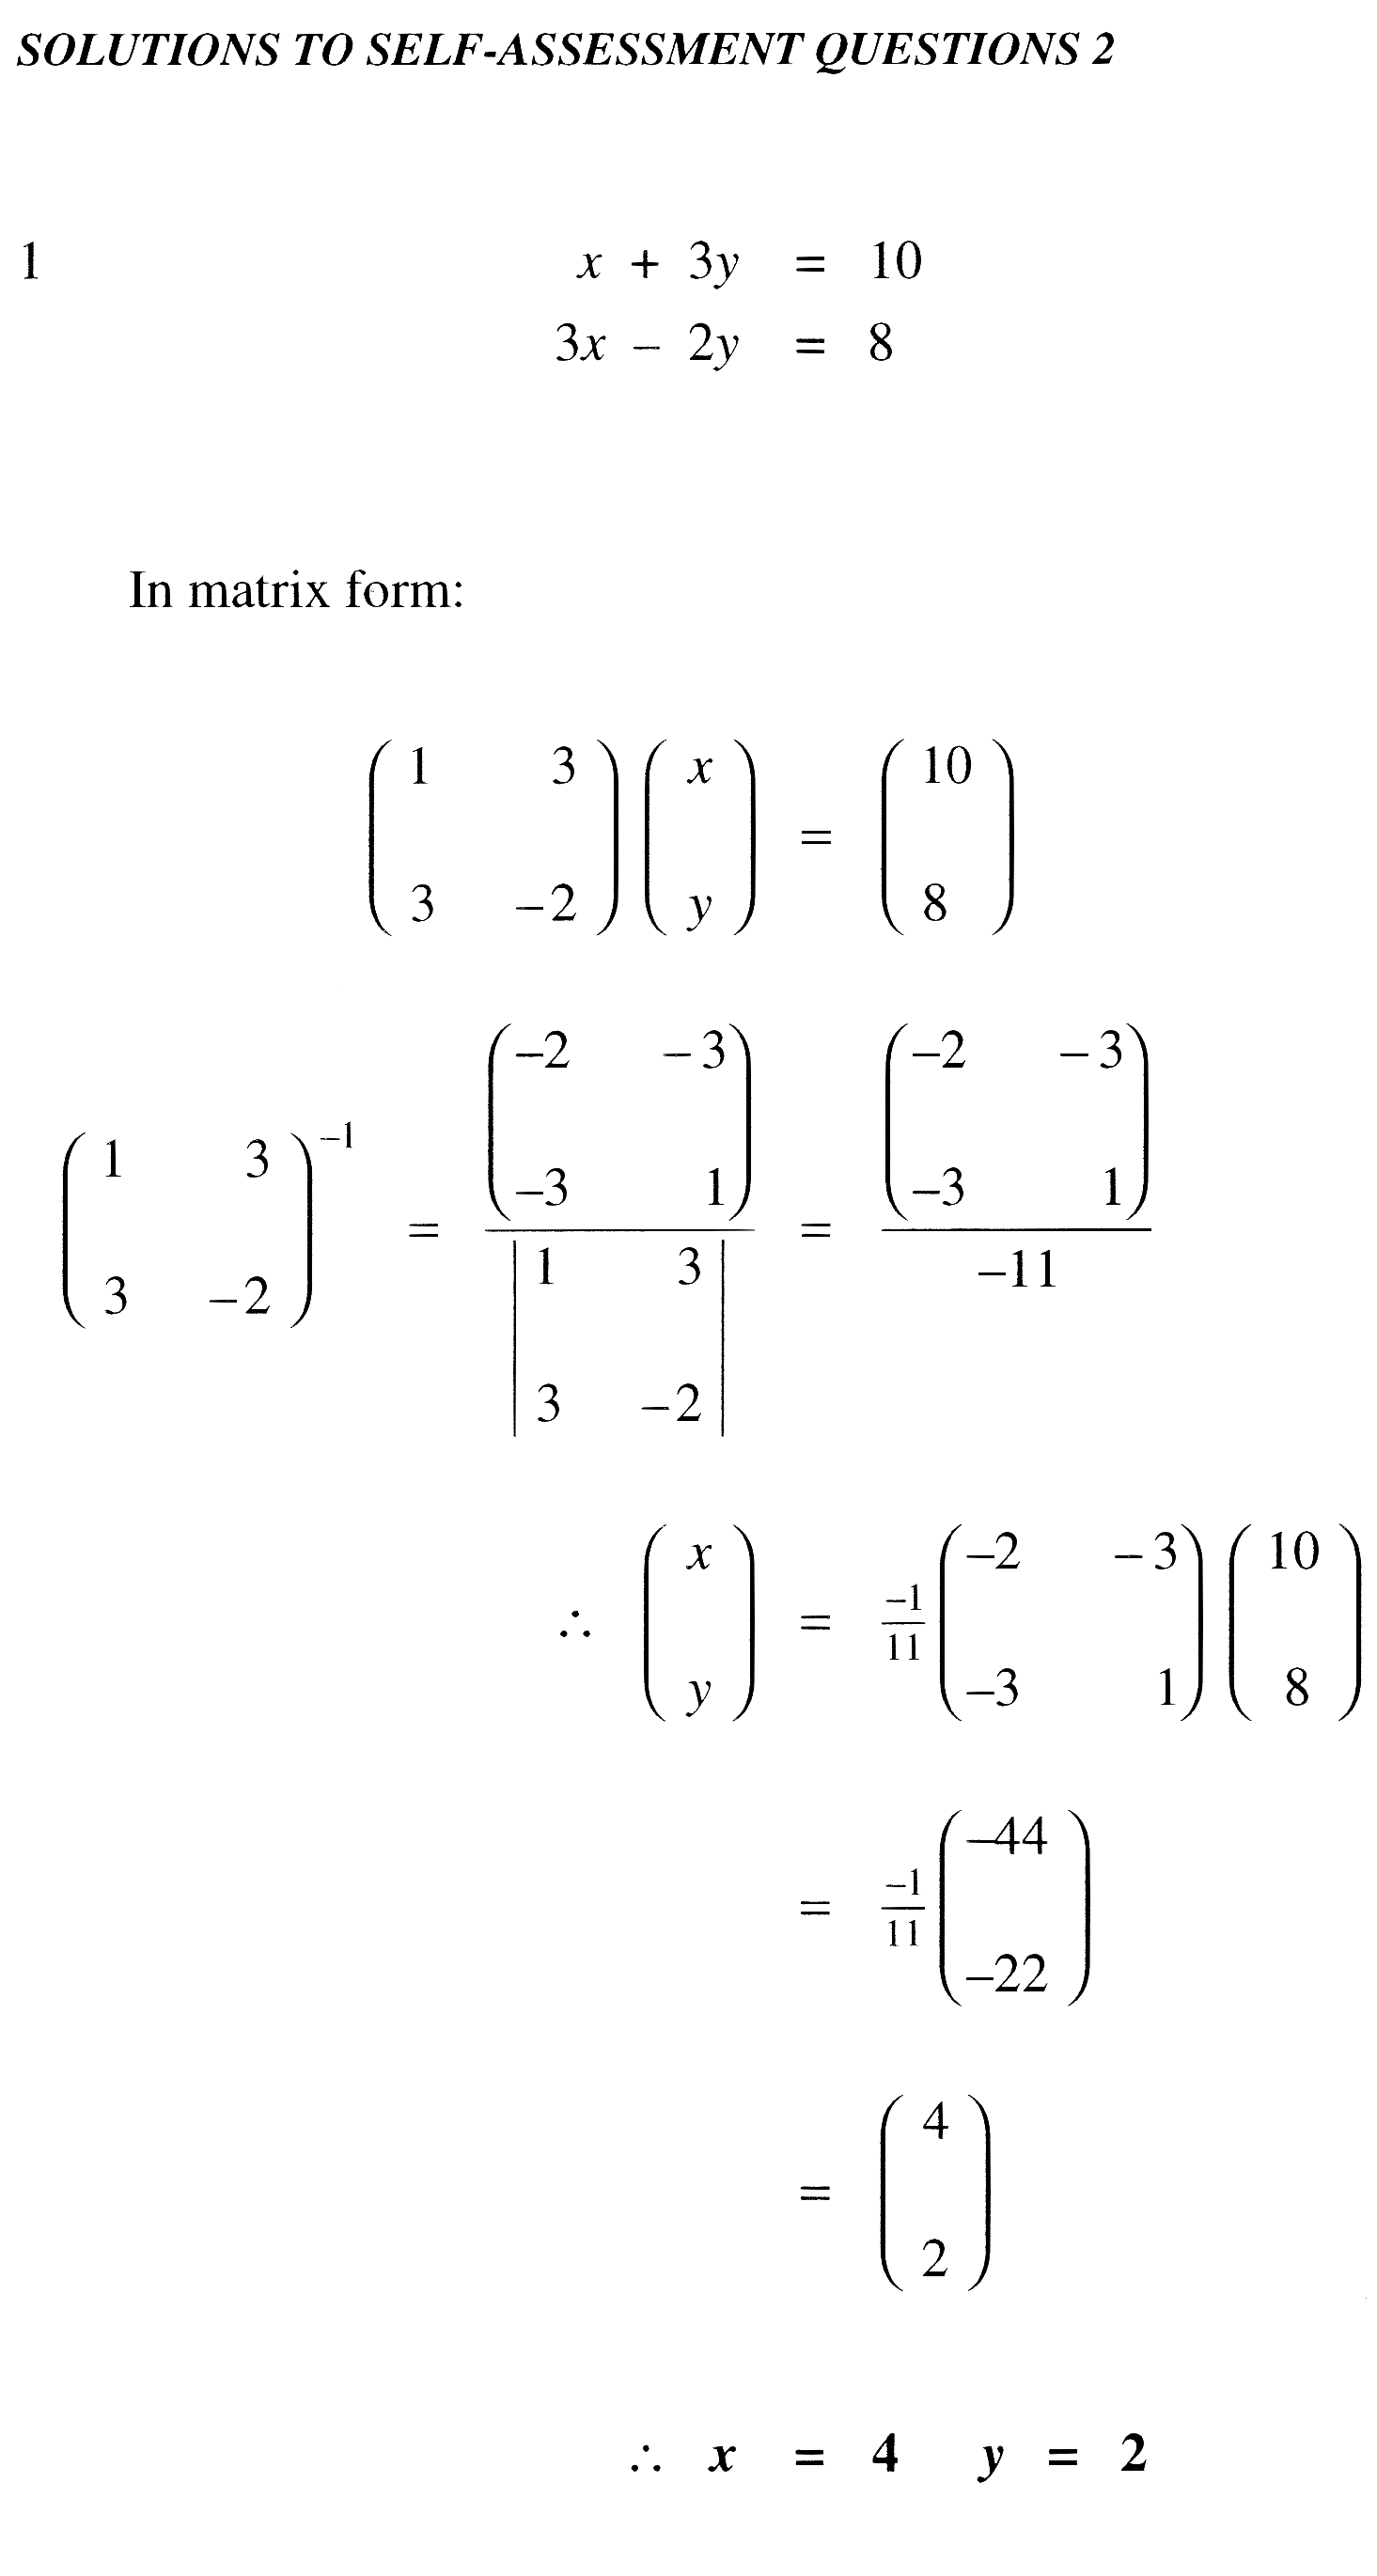 SOLUTIONS TO SELF-ASSESSMENT QUESTIONS 2
1
x + 3y = 10
3x – 2y = 8
In matrix form:
( 1 3 ; 3 –2 ) ( x ; y ) = ( 10 ; 8 )
( 1 3 ; 3 –2 )⁻¹ = ( –2 –3 ; –3 1 ) / | 1 3 ; 3 –2 | = ( –2 –3 ; –3 1 ) / –11
∴ ( x ; y ) = –1/11 ( –2 –3 ; –3 1 ) ( 10 ; 8 )
= –1/11 ( –44 ; –22 )
= ( 4 ; 2 )
∴ x = 4 y = 2